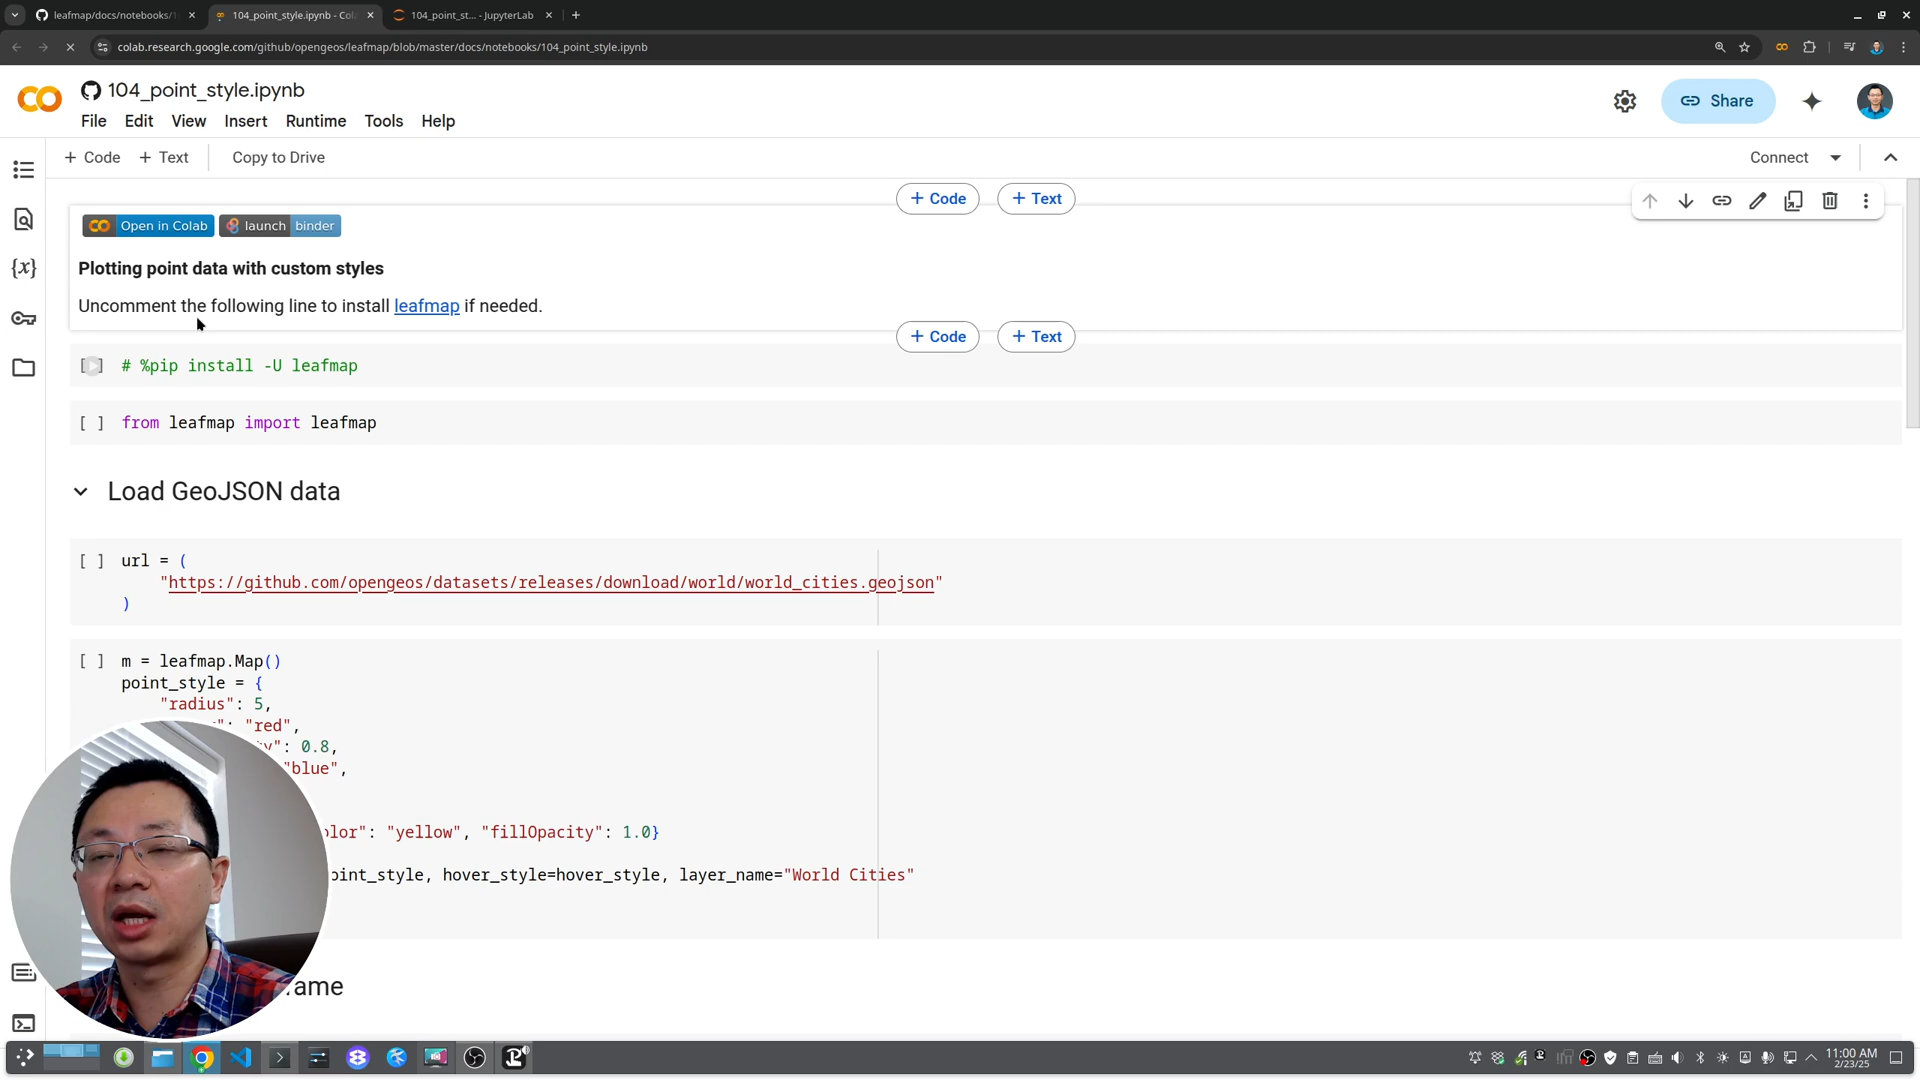 leafmap/docs/notebooks/1
104_point_style.ipynb - Col
104_point_st... - JupyterLab
colab.research.google.com/github/opengeos/leafmap/blob/master/docs/notebooks/104_point_style.ipynb
104_point_style.ipynb
Share
File Edit View Insert Runtime Tools Help
+ Code + Text Copy to Drive
Connect
+ Code + Text
Open in Colab launch binder
Plotting point data with custom styles
Uncomment the following line to install leafmap if needed.
+ Code + Text
# %pip install -U leafmap
[ ] from leafmap import leafmap
Load GeoJSON data
[ ] url = (
"https://github.com/opengeos/datasets/releases/download/world/world_cities.geojson"
)
[ ] m = leafmap.Map()
point_style = {
"radius": 5,
": "red",
": 0.8,
"blue",
olor": "yellow", "fillOpacity": 1.0}
oint_style, hover_style=hover_style, layer_name="World Cities"
rame
11:00 AM
2/23/25